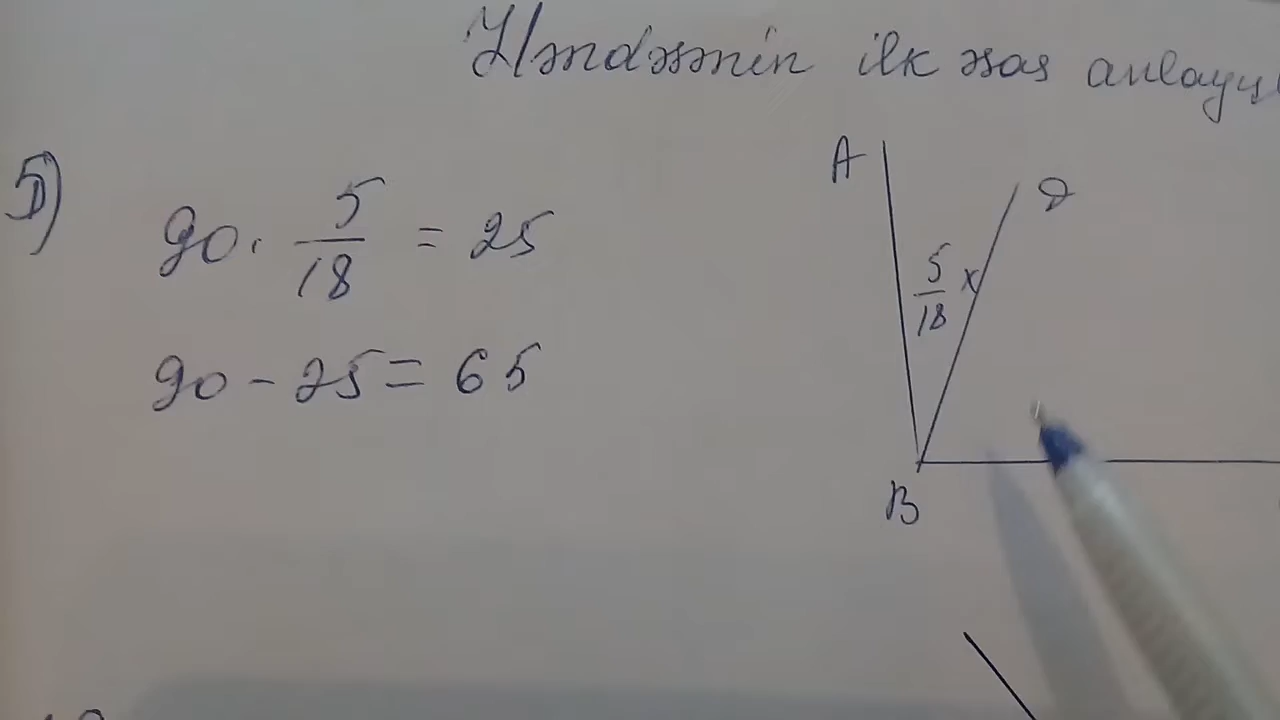 Həndəsənin ilk əsas anlayış
5)
90 · 5/18 = 25
90 - 25 = 65
A
D
5/18 x
B